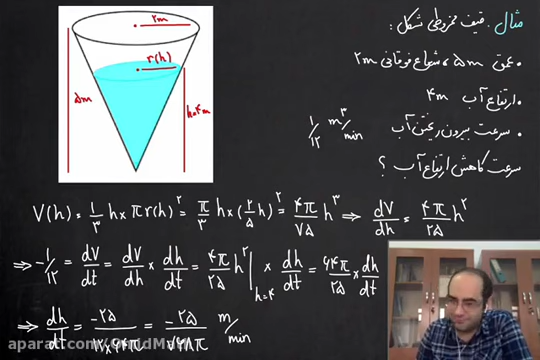 مثال. قیف مخروطی شکل:
• عمق ۵m، شعاع فوقانی ۲m
• ارتفاع آب ۴m
• سرعت بیرون ریختن آب ۱/۱۲ m³/min
سرعت کاهش ارتفاع آب ؟
۲m
r(h)
۵m
h=۴m
V(h) = ۱/۳ h × π r(h)² = π/۳ h × (۲/۵ h)² = ۴π/۷۵ h³ ⇒ dV/dh = ۴π/۲۵ h²
⇒ -۱/۱۲ = dV/dt = dV/dh × dh/dt = ۴π/۲۵ h² |h=۴ × dh/dt = ۶۴π/۲۵ × dh/dt
⇒ dh/dt = -۲۵/۱۲×۶۴π = -۲۵/۷۶۸π m/min